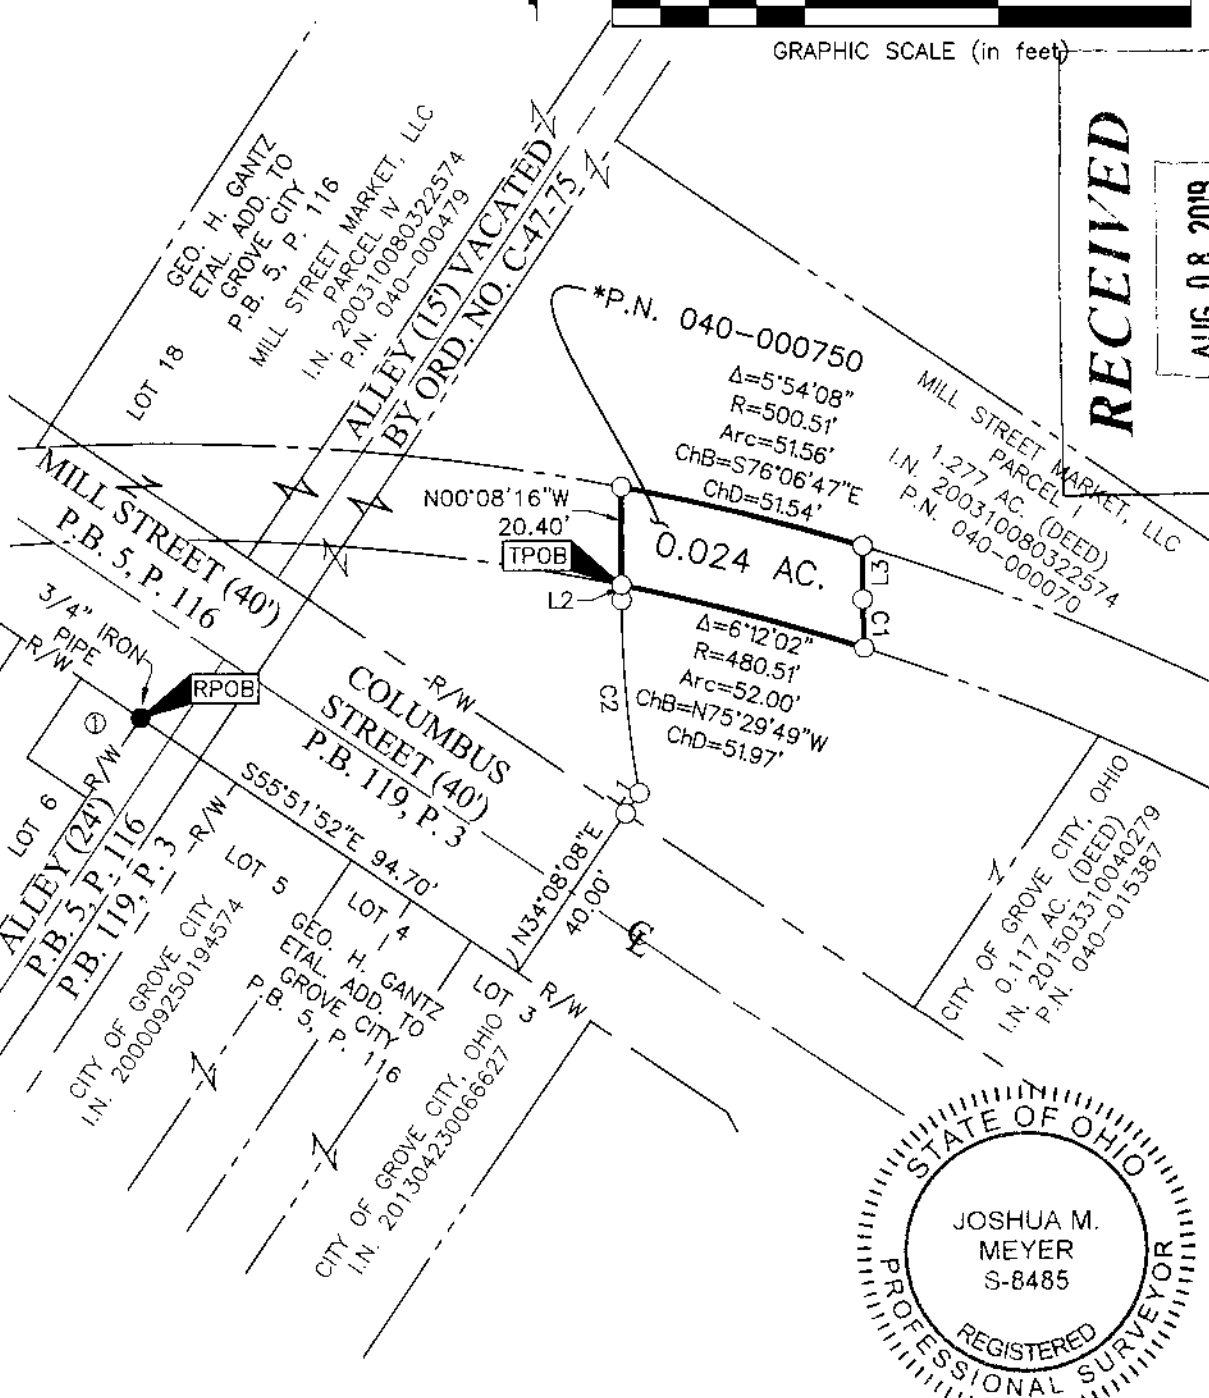 GRAPHIC SCALE (in feet)
RECEIVED
AUG 08 2019
GEO. H. GANTZ
ETAL. ADD. TO
GROVE CITY
P.B. 5, P. 116
LOT 18
MILL STREET MARKET, LLC
PARCEL IV
I.N. 200310080322574
P.N. 040-000479
ALLEY (15') VACATED
BY ORD. NO. C-47-75
*P.N. 040-000750
Δ=5°54'08"
R=500.51'
Arc=51.56'
ChB=S76°06'47"E
ChD=51.54'
MILL STREET MARKET, LLC
PARCEL I
1.277 AC. (DEED)
I.N. 200310080322574
P.N. 040-000070
MILL STREET (40')
P.B. 5, P. 116
N00°08'16"W
20.40'
TPOB
L2
0.024 AC.
L3
C1
Δ=6°12'02"
R=480.51'
Arc=52.00'
ChB=N75°29'49"W
ChD=51.97'
C2
L1
3/4" IRON
PIPE
R/W
RPOB
①
R/W
-R/W
COLUMBUS
STREET (40')
P.B. 119, P. 3
S55°51'52"E 94.70'
N34°08'08"E
40.00'
℄
LOT 6
ALLEY (24')
P.B. 5, P. 116
P.B. 119, P. 3
-R/W
LOT 5
CITY OF GROVE CITY
I.N. 200009250194574
LOT 4
GEO. H. GANTZ
ETAL. ADD. TO
GROVE CITY
P.B. 5, P. 116
LOT 3
R/W
CITY OF GROVE CITY, OHIO
I.N. 201304230066627
CITY OF GROVE CITY, OHIO
0.117 AC. (DEED)
I.N. 201503310040279
P.N. 040-015387
STATE OF OHIO
JOSHUA M.
MEYER
S-8485
REGISTERED
PROFESSIONAL SURVEYOR